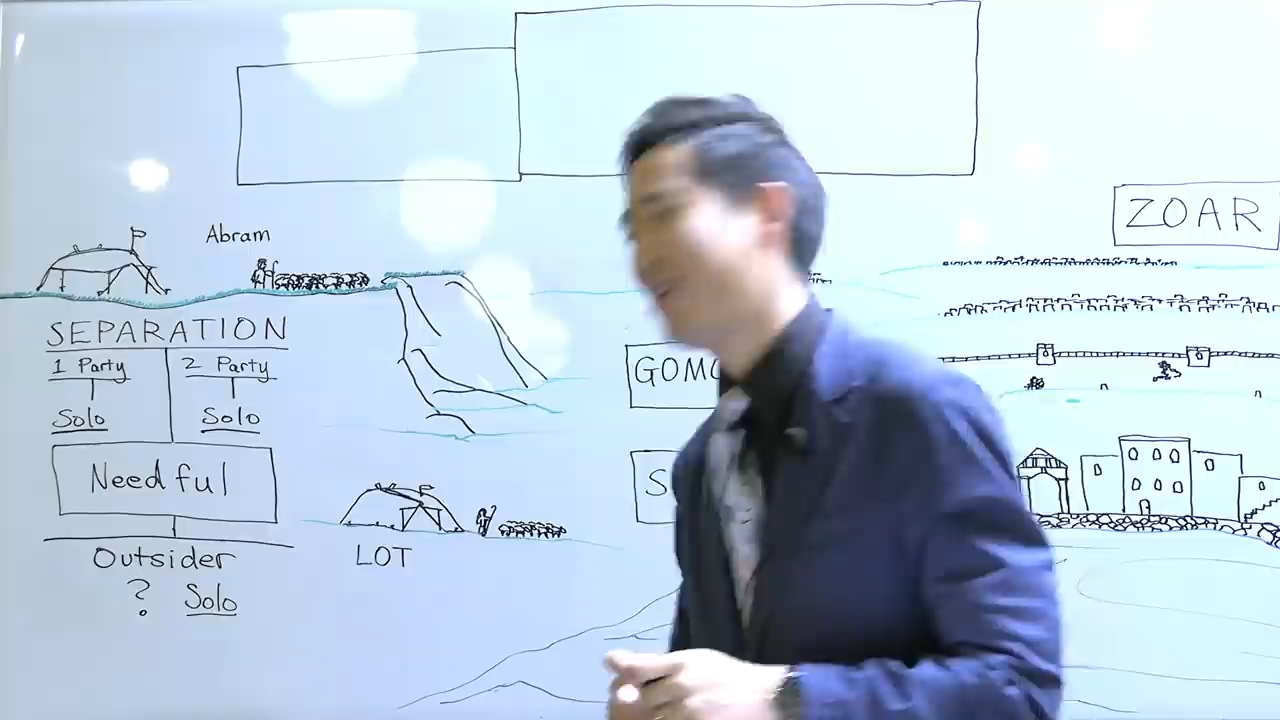 Abram
ZOAR
SEPARATION
1 Party
2 Party
Solo
Solo
Needful
Outsider
? Solo
LOT